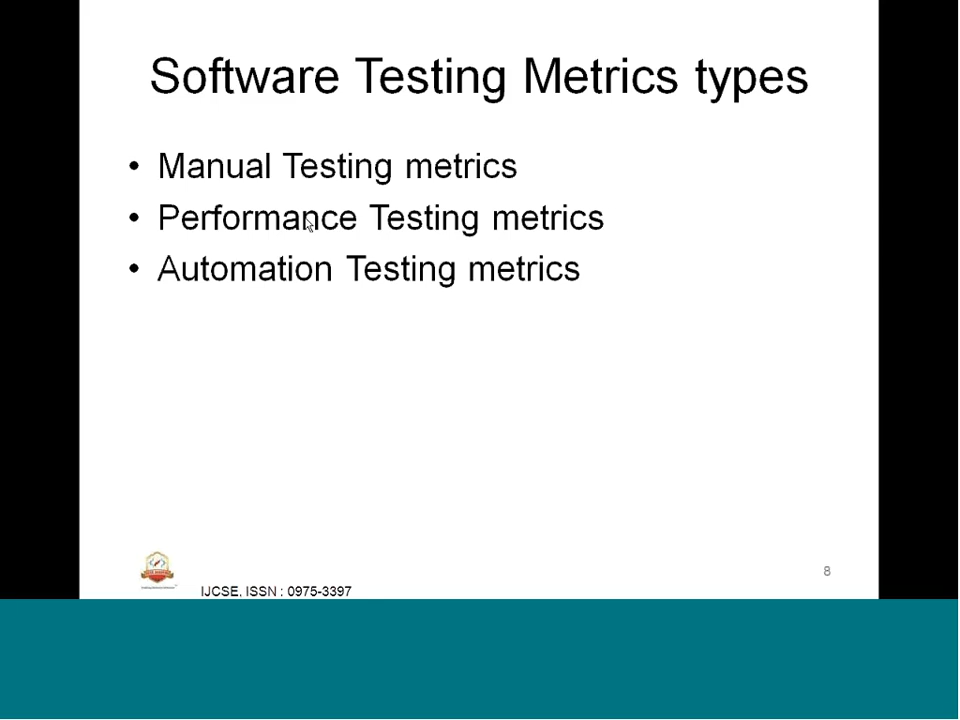 Software Testing Metrics types
• Manual Testing metrics
• Performance Testing metrics
• Automation Testing metrics
8
IJCSE, ISSN : 0975-3397